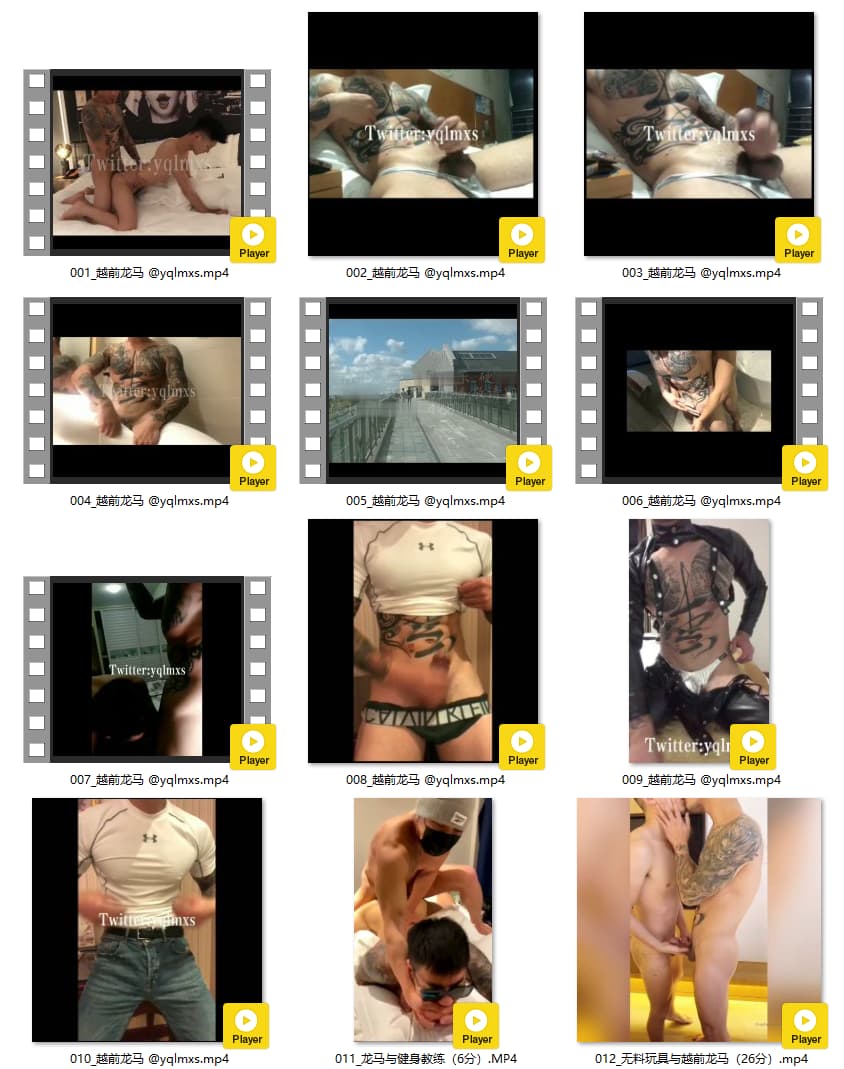 Twitter:yqlmxs
Player
001_越前龙马 @yqlmxs.mp4
Twitter:yqlmxs
Player
002_越前龙马 @yqlmxs.mp4
Twitter:yqlmxs
Player
003_越前龙马 @yqlmxs.mp4
Twitter:yqlmxs
Player
004_越前龙马 @yqlmxs.mp4
Player
005_越前龙马 @yqlmxs.mp4
Player
006_越前龙马 @yqlmxs.mp4
Twitter:yqlmxs
Player
007_越前龙马 @yqlmxs.mp4
Player
008_越前龙马 @yqlmxs.mp4
Twitter:yqlm
Player
009_越前龙马 @yqlmxs.mp4
Twitter:yqlmxs
Player
010_越前龙马 @yqlmxs.mp4
Player
011_龙马与健身教练（6分）.MP4
Player
012_无料玩具与越前龙马（26分）.mp4